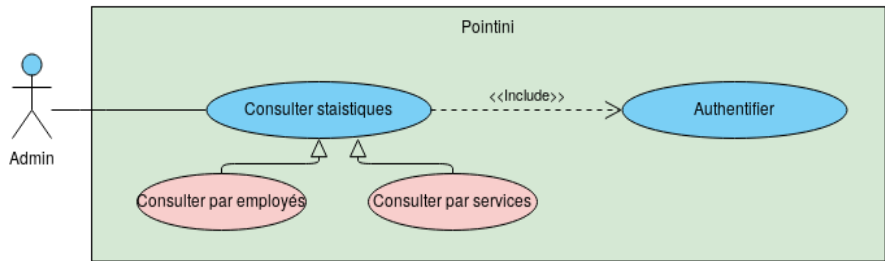 Pointini
Consulter staistiques
<<Include>>
Authentifier
Admin
Consulter par employés
Consulter par services